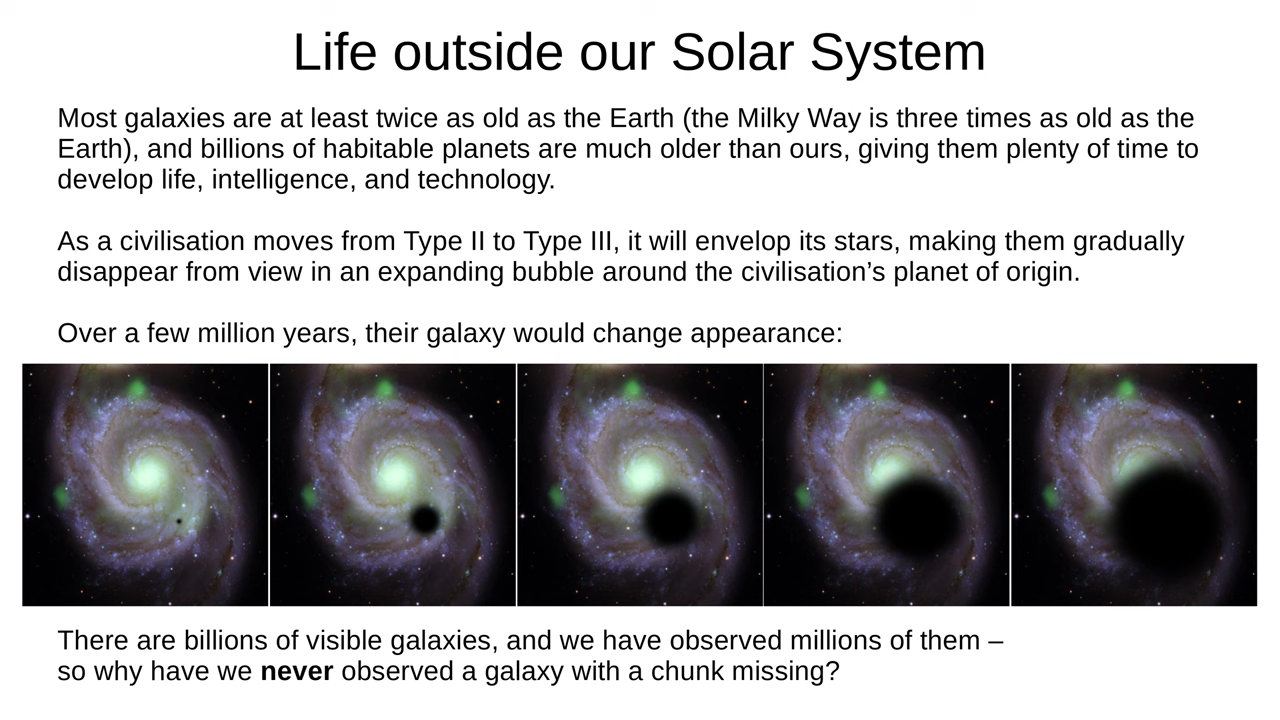 Life outside our Solar System
Most galaxies are at least twice as old as the Earth (the Milky Way is three times as old as the
Earth), and billions of habitable planets are much older than ours, giving them plenty of time to
develop life, intelligence, and technology.
As a civilisation moves from Type II to Type III, it will envelop its stars, making them gradually
disappear from view in an expanding bubble around the civilisation’s planet of origin.
Over a few million years, their galaxy would change appearance:
There are billions of visible galaxies, and we have observed millions of them –
so why have we never observed a galaxy with a chunk missing?